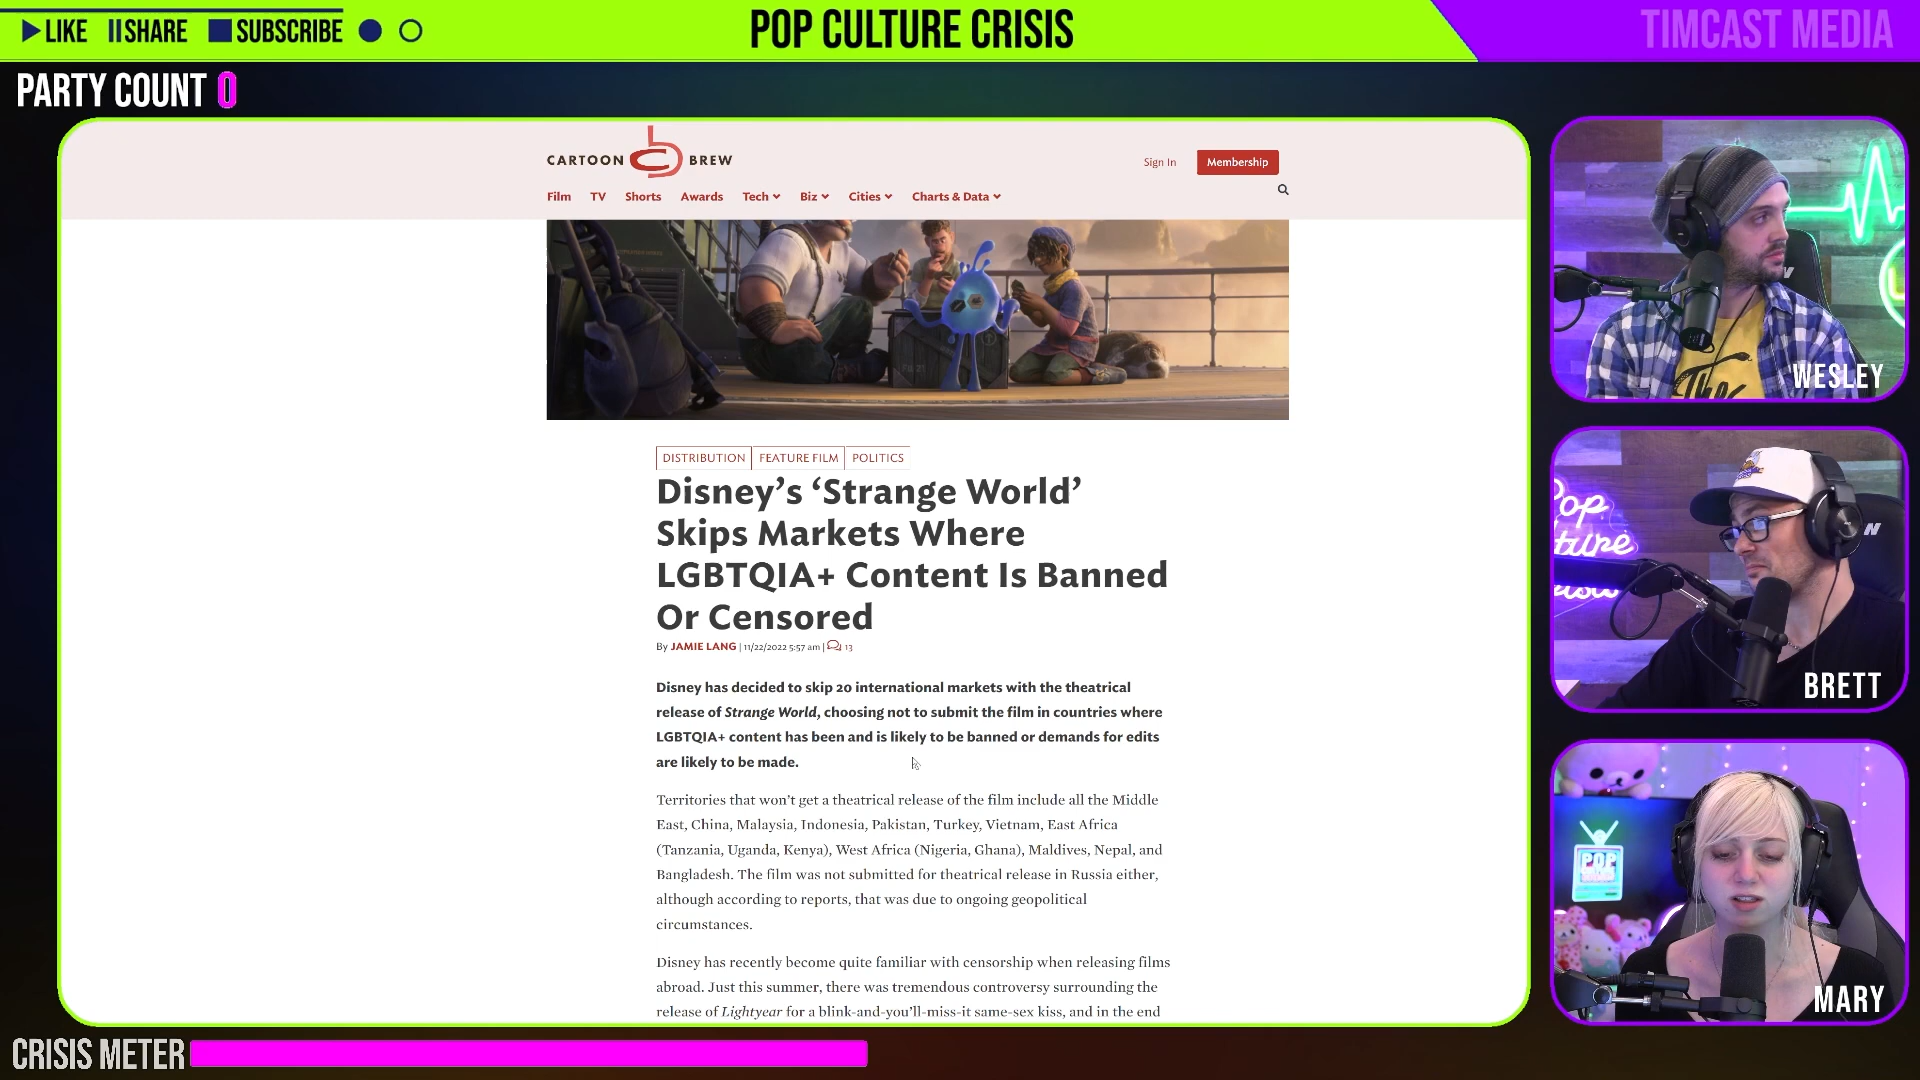 LIKE SHARE SUBSCRIBE
POP CULTURE CRISIS
TIMCAST MEDIA
PARTY COUNT 0
CARTOON BREW
Sign In
Membership
Film TV Shorts Awards Tech Biz Cities Charts & Data
DISTRIBUTION FEATURE FILM POLITICS
Disney's ‘Strange World’
Skips Markets Where
LGBTQIA+ Content Is Banned
Or Censored
By JAMIE LANG | 11/22/2022 5:57 am | 13
Disney has decided to skip 20 international markets with the theatrical
release of Strange World, choosing not to submit the film in countries where
LGBTQIA+ content has been and is likely to be banned or demands for edits
are likely to be made.
Territories that won't get a theatrical release of the film include all the Middle
East, China, Malaysia, Indonesia, Pakistan, Turkey, Vietnam, East Africa
(Tanzania, Uganda, Kenya), West Africa (Nigeria, Ghana), Maldives, Nepal, and
Bangladesh. The film was not submitted for theatrical release in Russia either,
although according to reports, that was due to ongoing geopolitical
circumstances.
Disney has recently become quite familiar with censorship when releasing films
abroad. Just this summer, there was tremendous controversy surrounding the
release of Lightyear for a blink-and-you'll-miss-it same-sex kiss, and in the end
The
WESLEY
Pop
BRETT
POP
MARY
CRISIS METER